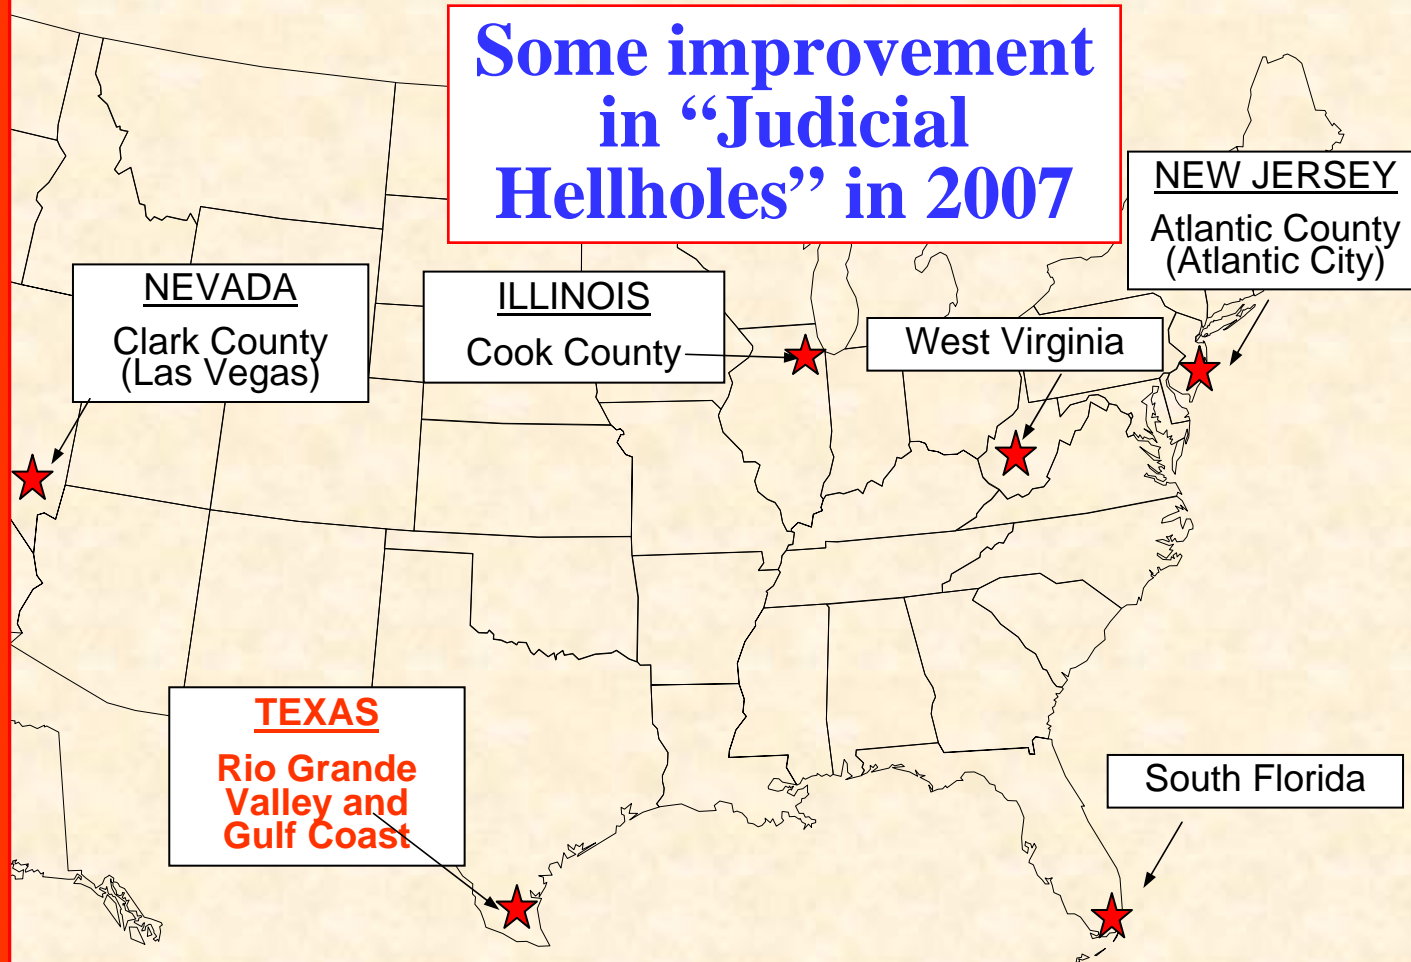 Some improvement
in “Judicial
Hellholes” in 2007
NEW JERSEY
Atlantic County
(Atlantic City)
NEVADA
Clark County
(Las Vegas)
ILLINOIS
Cook County
West Virginia
TEXAS
Rio Grande
Valley and
Gulf Coast
South Florida